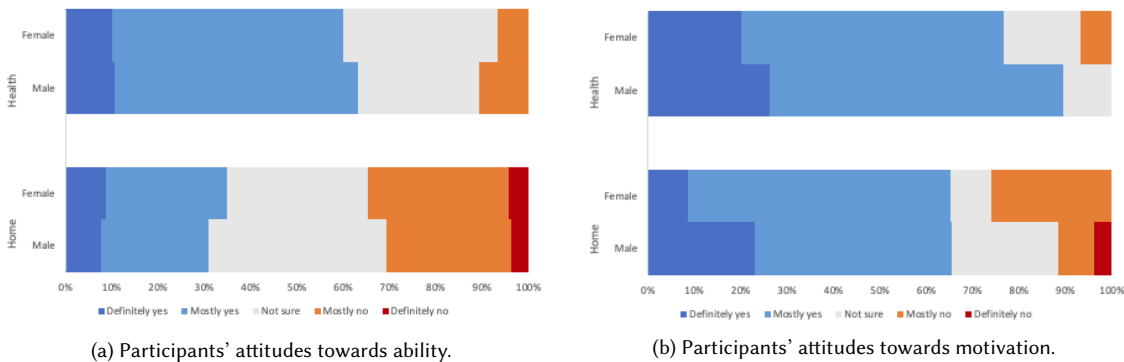 Female
Health
Male
Female
Home
Male
0% 10% 20% 30% 40% 50% 60% 70% 80% 90% 100%
Definitely yes Mostly yes Not sure Mostly no Definitely no
(a) Participants' attitudes towards ability.
Female
Health
Male
Female
Home
Male
0% 10% 20% 30% 40% 50% 60% 70% 80% 90% 100%
Definitely yes Mostly yes Not sure Mostly no Definitely no
(b) Participants' attitudes towards motivation.